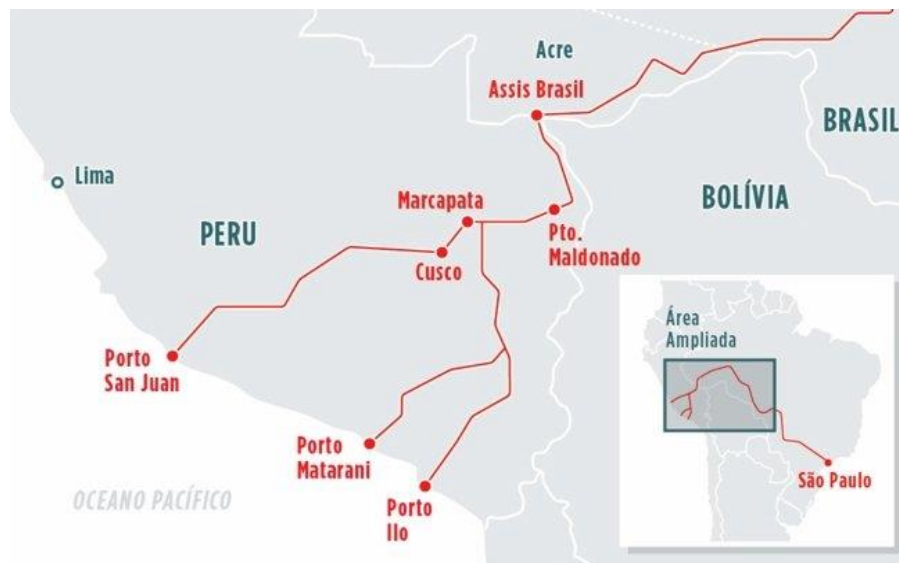 Acre
Assis Brasil
BRASIL
Lima
Marcapata
BOLÍVIA
PERU
Pto.
Maldonado
Cusco
Área
Ampliada
Porto
San Juan
Porto
Matarani
São Paulo
OCEANO PACÍFICO
Porto
Ilo